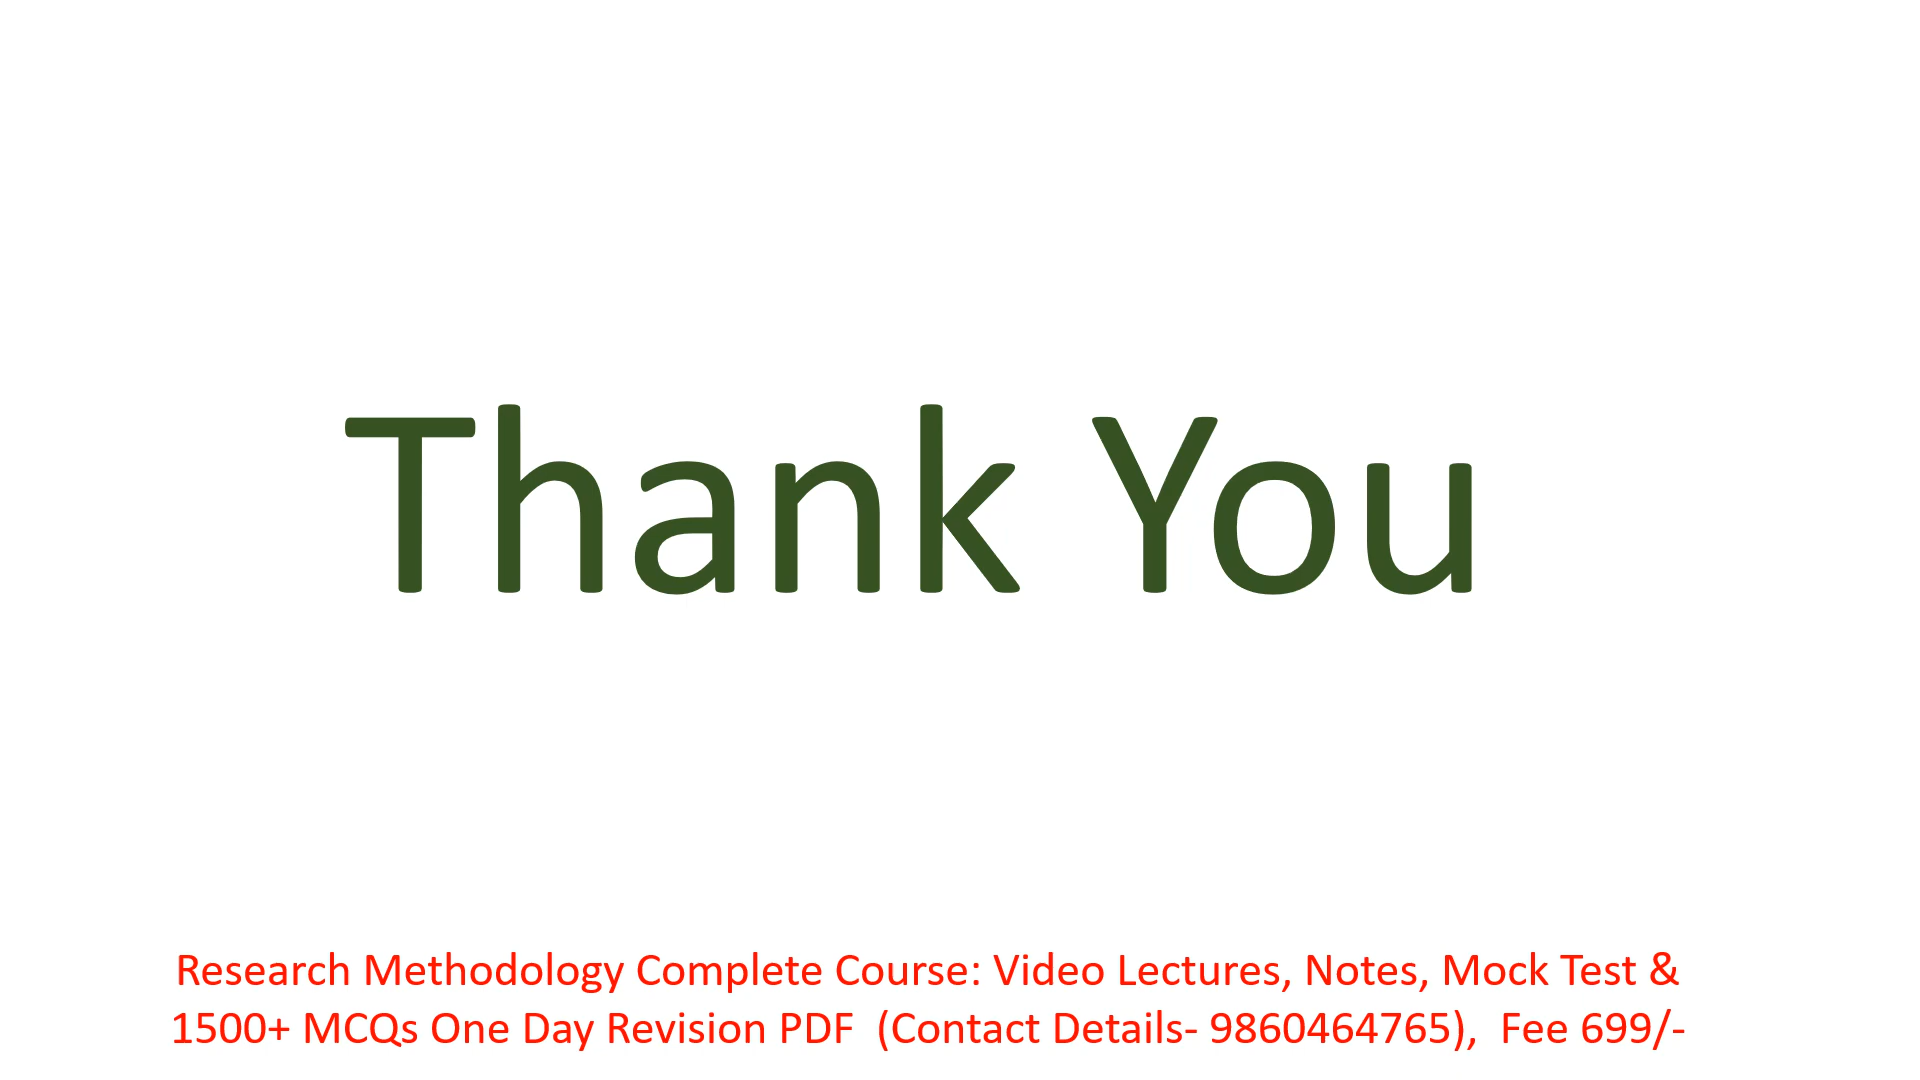 Thank You
Research Methodology Complete Course: Video Lectures, Notes, Mock Test &
1500+ MCQs One Day Revision PDF  (Contact Details- 9860464765),  Fee 699/-